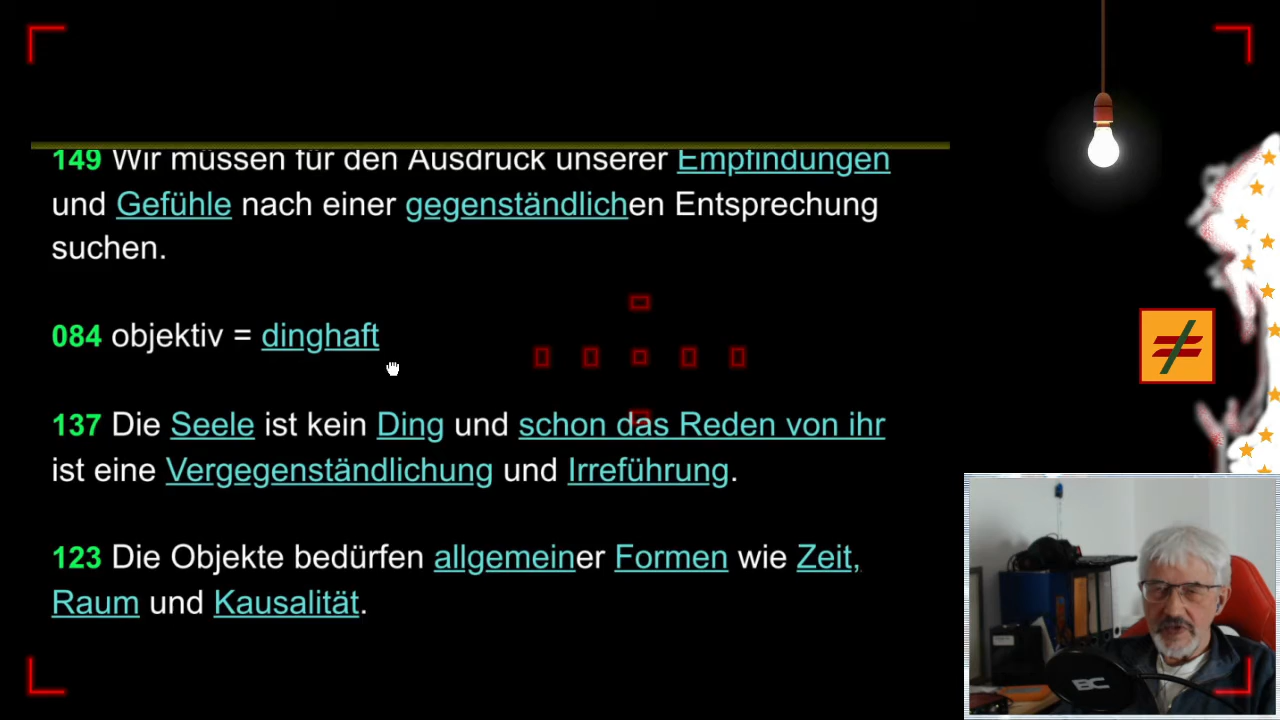 149 Wir müssen für den Ausdruck unserer Empfindungen
und Gefühle nach einer gegenständlichen Entsprechung
suchen.
084 objektiv = dinghaft
137 Die Seele ist kein Ding und schon das Reden von ihr
ist eine Vergegenständlichung und Irreführung.
123 Die Objekte bedürfen allgemeiner Formen wie Zeit,
Raum und Kausalität.
≠
BC